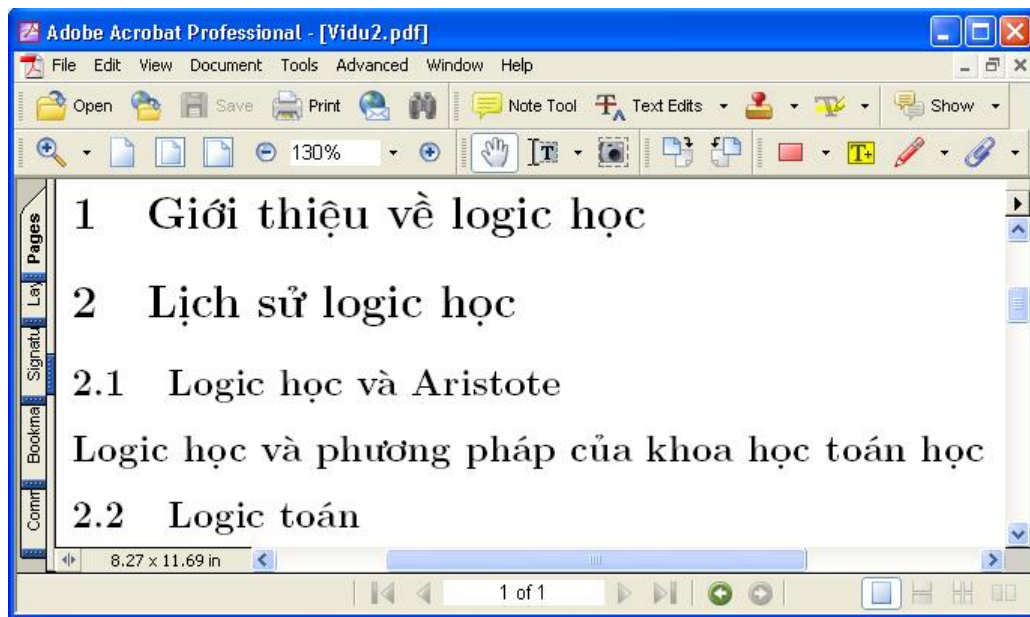 Adobe Acrobat Professional - [Vidu2.pdf]
File Edit View Document Tools Advanced Window Help
Open Save Print Note Tool Text Edits Show
130%
Pages
Lay
Signatu
Bookma
Comm
1 Giới thiệu về logic học
2 Lịch sử logic học
2.1 Logic học và Aristote
Logic học và phương pháp của khoa học toán học
2.2 Logic toán
8.27 x 11.69 in
1 of 1